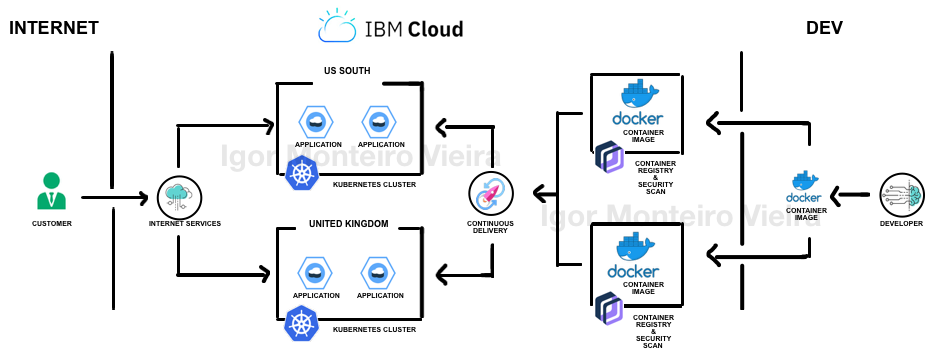 INTERNET
IBM Cloud
DEV
US SOUTH
docker
CONTAINER
IMAGE
APPLICATION
APPLICATION
Igor Monteiro Vieira
KUBERNETES CLUSTER
CONTAINER
REGISTRY
&
SECURITY
SCAN
docker
CONTAINER
IMAGE
CUSTOMER
INTERNET SERVICES
CONTINUOUS
DELIVERY
Igor Monteiro Vieira
DEVELOPER
UNITED KINGDOM
docker
CONTAINER
IMAGE
APPLICATION
APPLICATION
KUBERNETES CLUSTER
CONTAINER
REGISTRY
&
SECURITY
SCAN